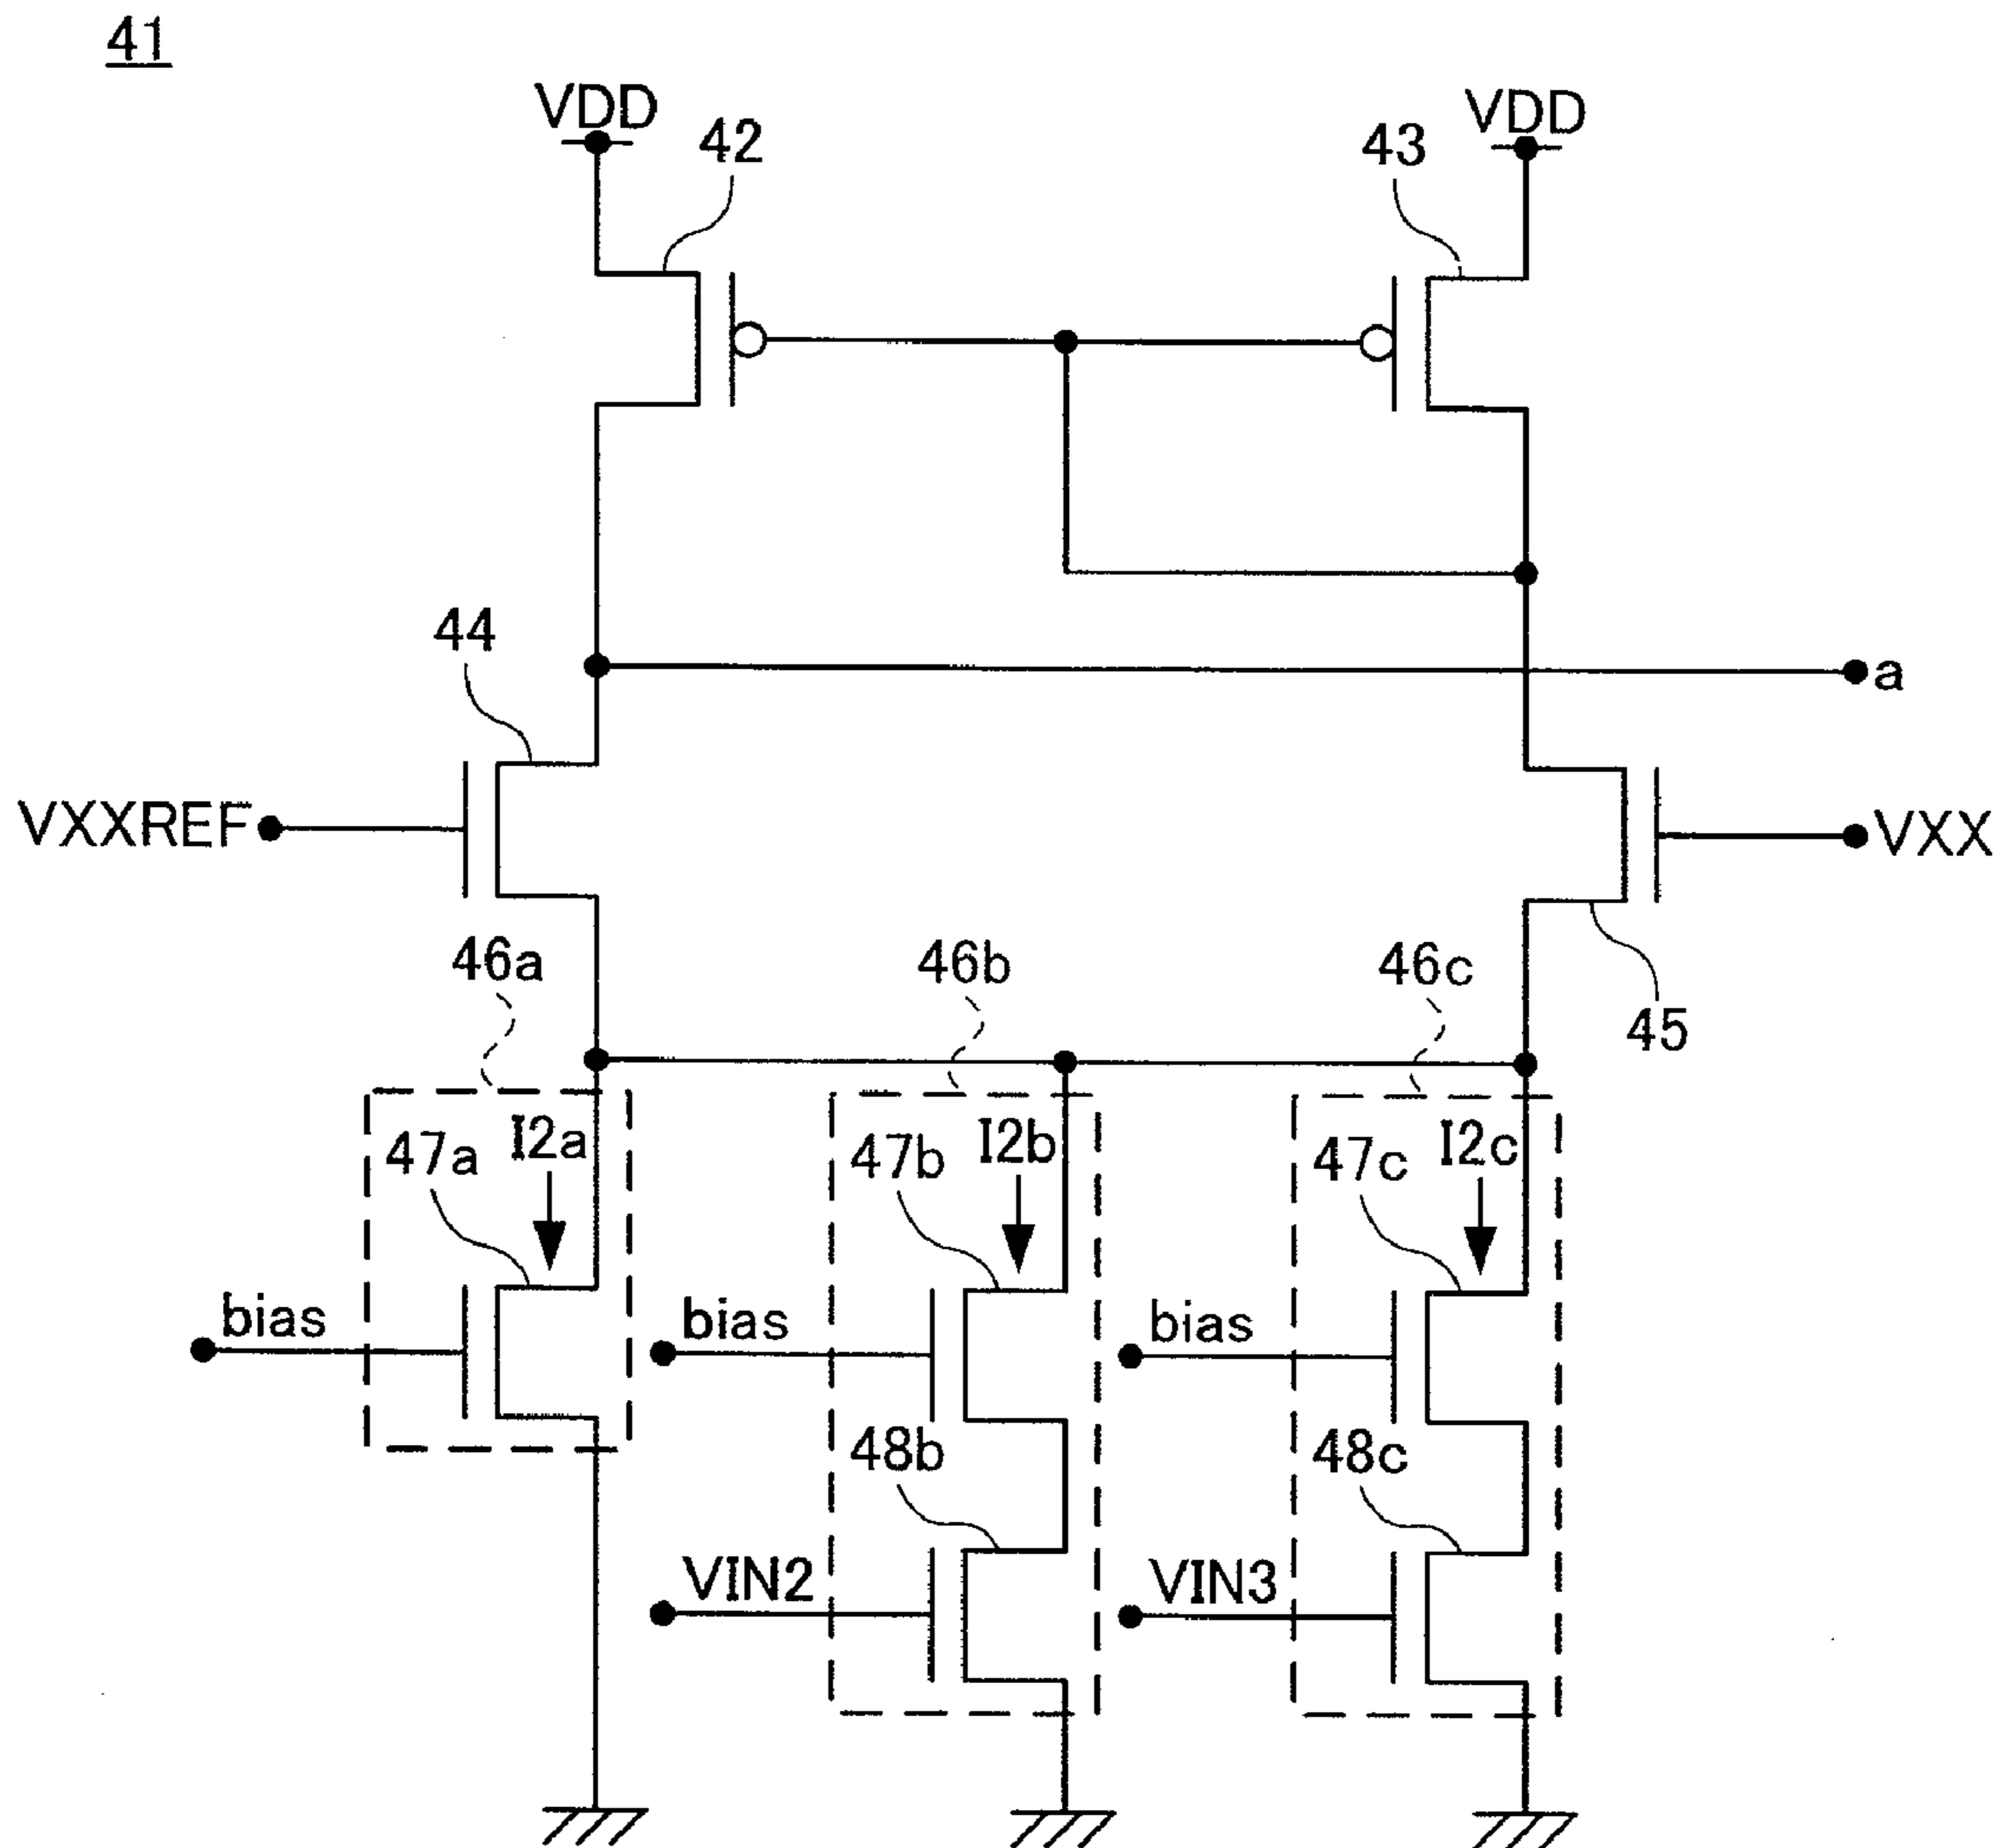 41
VDD
VDD
42
43
44
a
VXXREF
VXX
46a
46b
46c
45
47a
I2a
47b
I2b
47c
I2c
bias
bias
bias
48b
48c
VIN2
VIN3